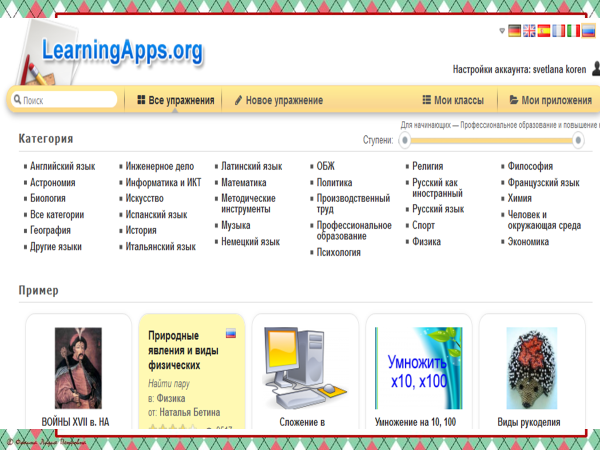 LearningApps.org
Настройки аккаунта: svetlana koren
Поиск
Все упражнения
Новое упражнение
Мои классы
Мои приложения
Для начинающих — Профессиональное образование и повышение
Категория
Ступени:
Английский язык
Астрономия
Биология
Все категории
География
Другие языки
Инженерное дело
Информатика и ИКТ
Искусство
Испанский язык
История
Итальянский язык
Латинский язык
Математика
Методические
инструменты
Музыка
Немецкий язык
ОБЖ
Политика
Производственный
труд
Профессиональное
образование
Психология
Религия
Русский как
иностранный
Русский язык
Спорт
Физика
Философия
Французский язык
Химия
Человек и
окружающая среда
Экономика
Пример
ВОЙНЫ XVII в. НА
Природные
явления и виды
физических
Найти пару
в: Физика
от: Наталья Бетина
Сложение в
Умножить
x10, x100
Умножение на 10, 100
Виды рукоделия